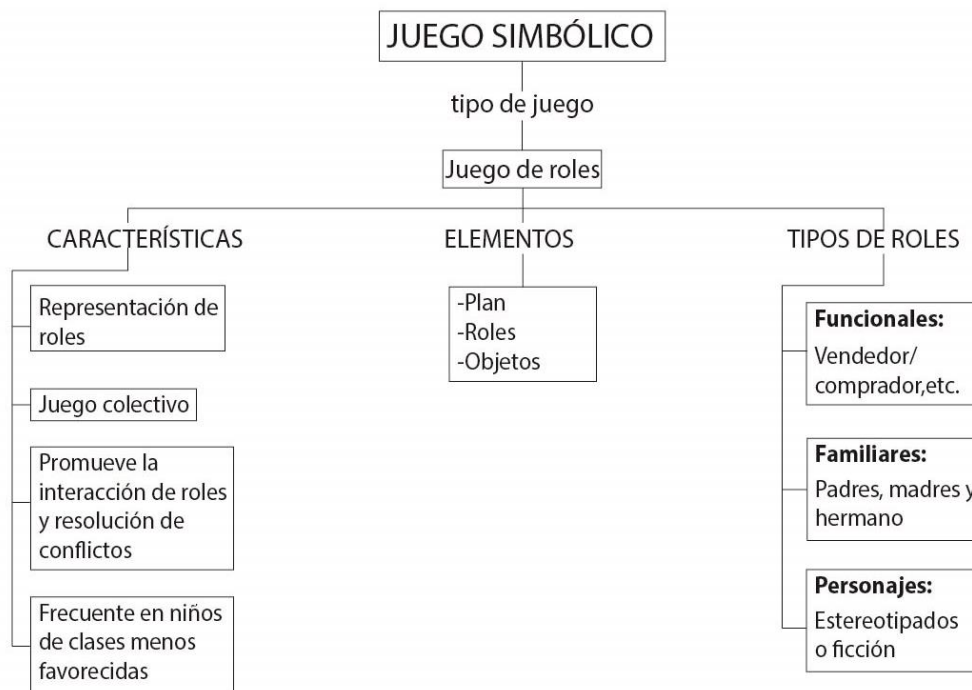 JUEGO SIMBÓLICO
tipo de juego
Juego de roles
CARACTERÍSTICAS
Representación de
roles
Juego colectivo
Promueve la
interacción de roles
y resolución de
conflictos
Frecuente en niños
de clases menos
favorecidas
ELEMENTOS
-Plan
-Roles
-Objetos
TIPOS DE ROLES
Funcionales:
Vendedor/
comprador,etc.
Familiares:
Padres, madres y
hermano
Personajes:
Estereotipados
o ficción